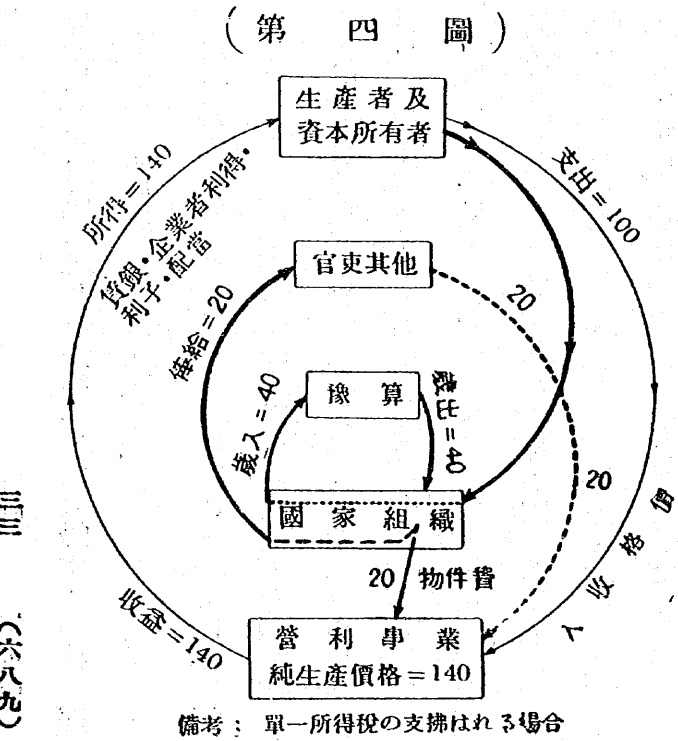 (第四圖)
生產者及
資本所有者
所得=140
賃銀・企業者利得・
利子・配當
支出=100
官吏其他
20
俸給=20
豫算
歲入=40
歲出=40
國家組織
20
20 物件費
價格收入
收益=140
營利事業
純生產價格=140
備考: 單一所得稅の支拂はれる場合
三三
(六八九)